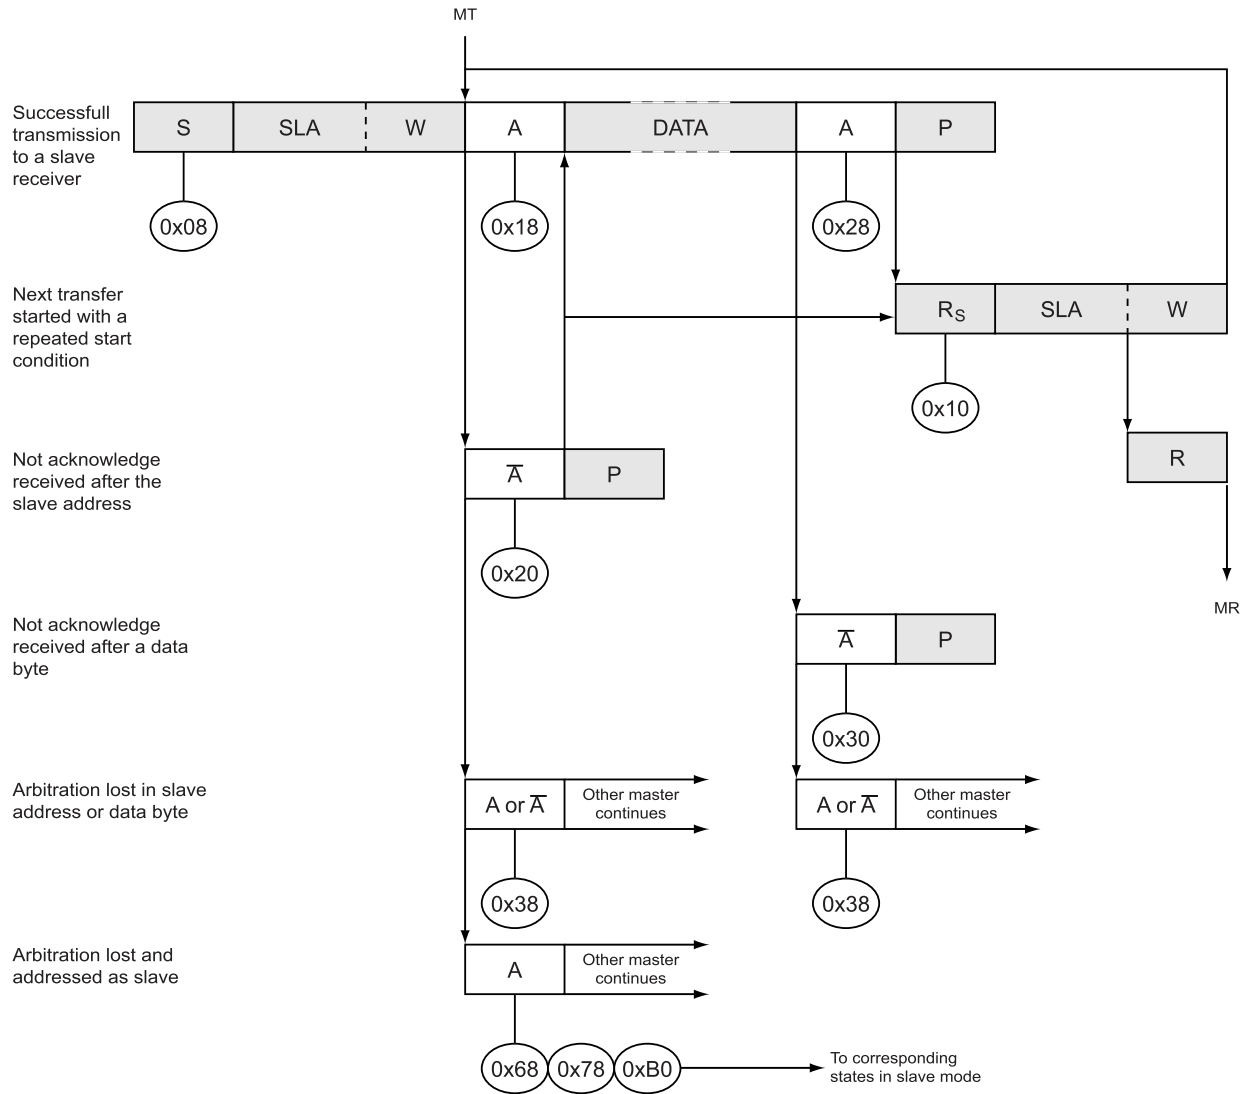 MT
Successfull
transmission
to a slave
receiver
S SLA W A DATA A P
0x08 0x18 0x28
Next transfer
started with a
repeated start
condition
RS SLA W
0x10
Not acknowledge
received after the
slave address
A̅ P
R
0x20
MR
Not acknowledge
received after a data
byte
A̅ P
0x30
Arbitration lost in slave
address or data byte
A or A̅
Other master
continues
A or A̅
Other master
continues
0x38 0x38
Arbitration lost and
addressed as slave
A
Other master
continues
0x68 0x78 0xB0
To corresponding
states in slave mode